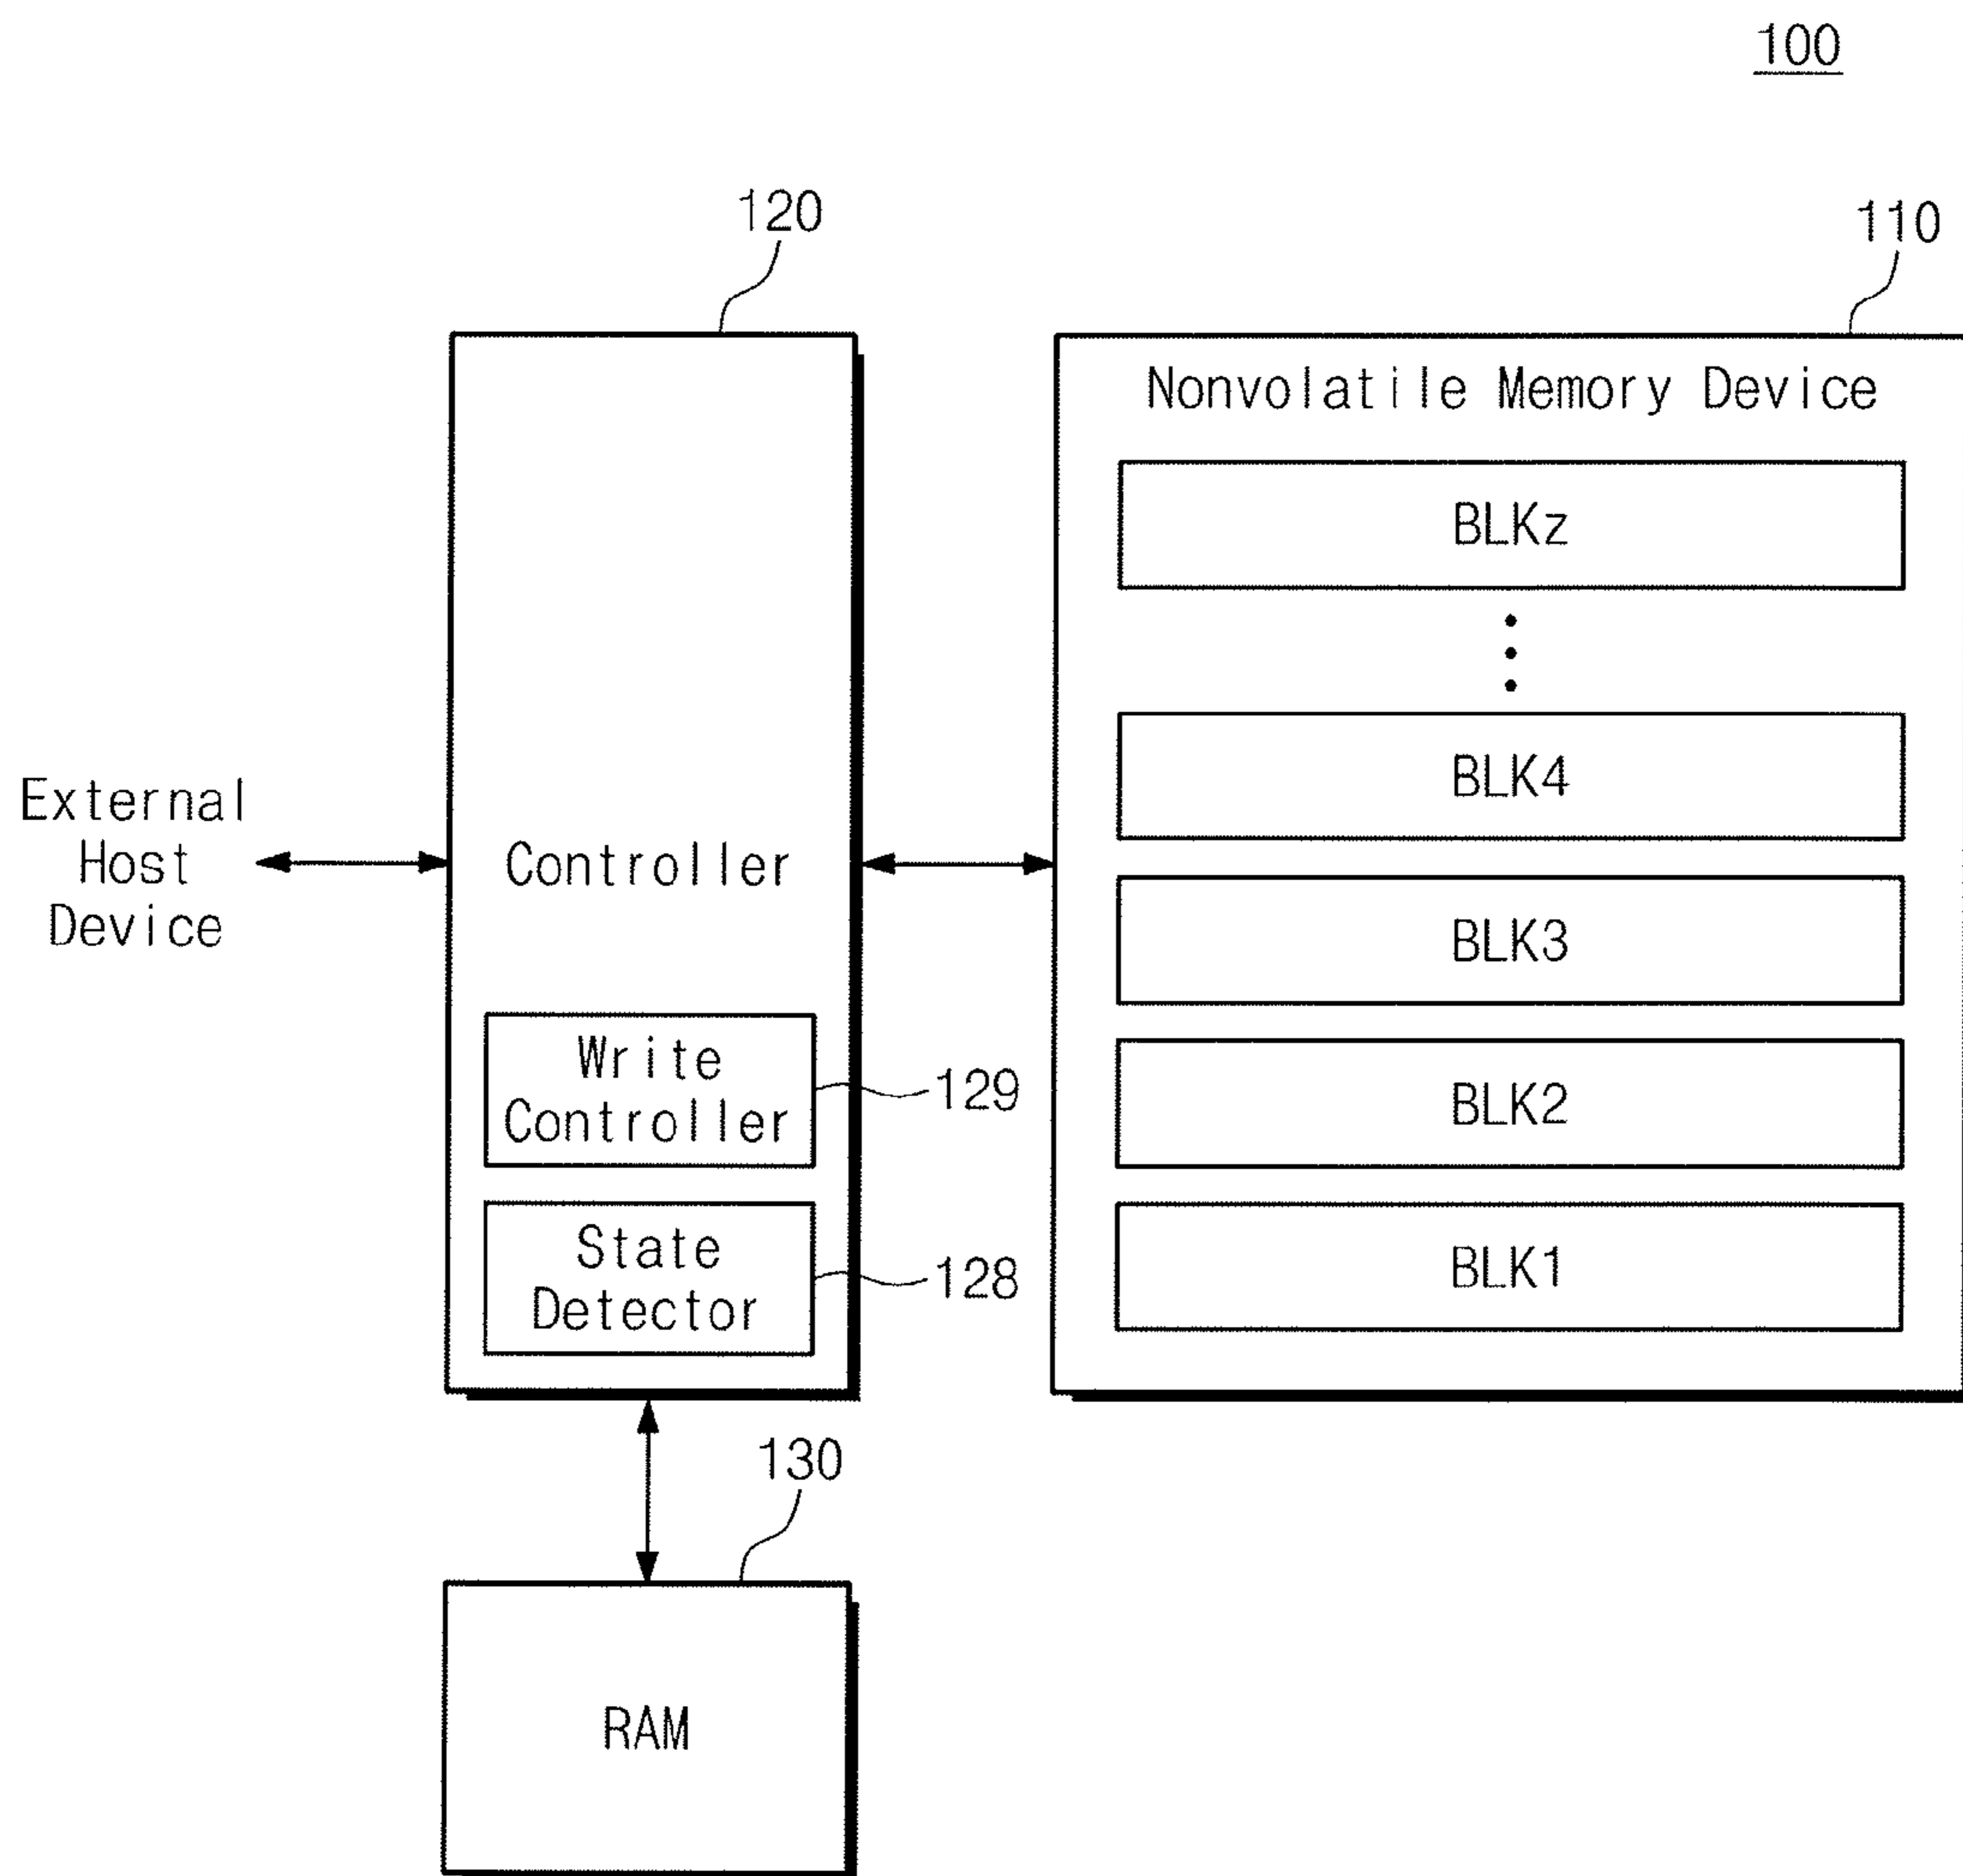 100
120
110
Nonvolatile Memory Device
BLKz
BLK4
External
Host
Device
Controller
BLK3
Write
Controller
129
BLK2
State
Detector
128
BLK1
130
RAM